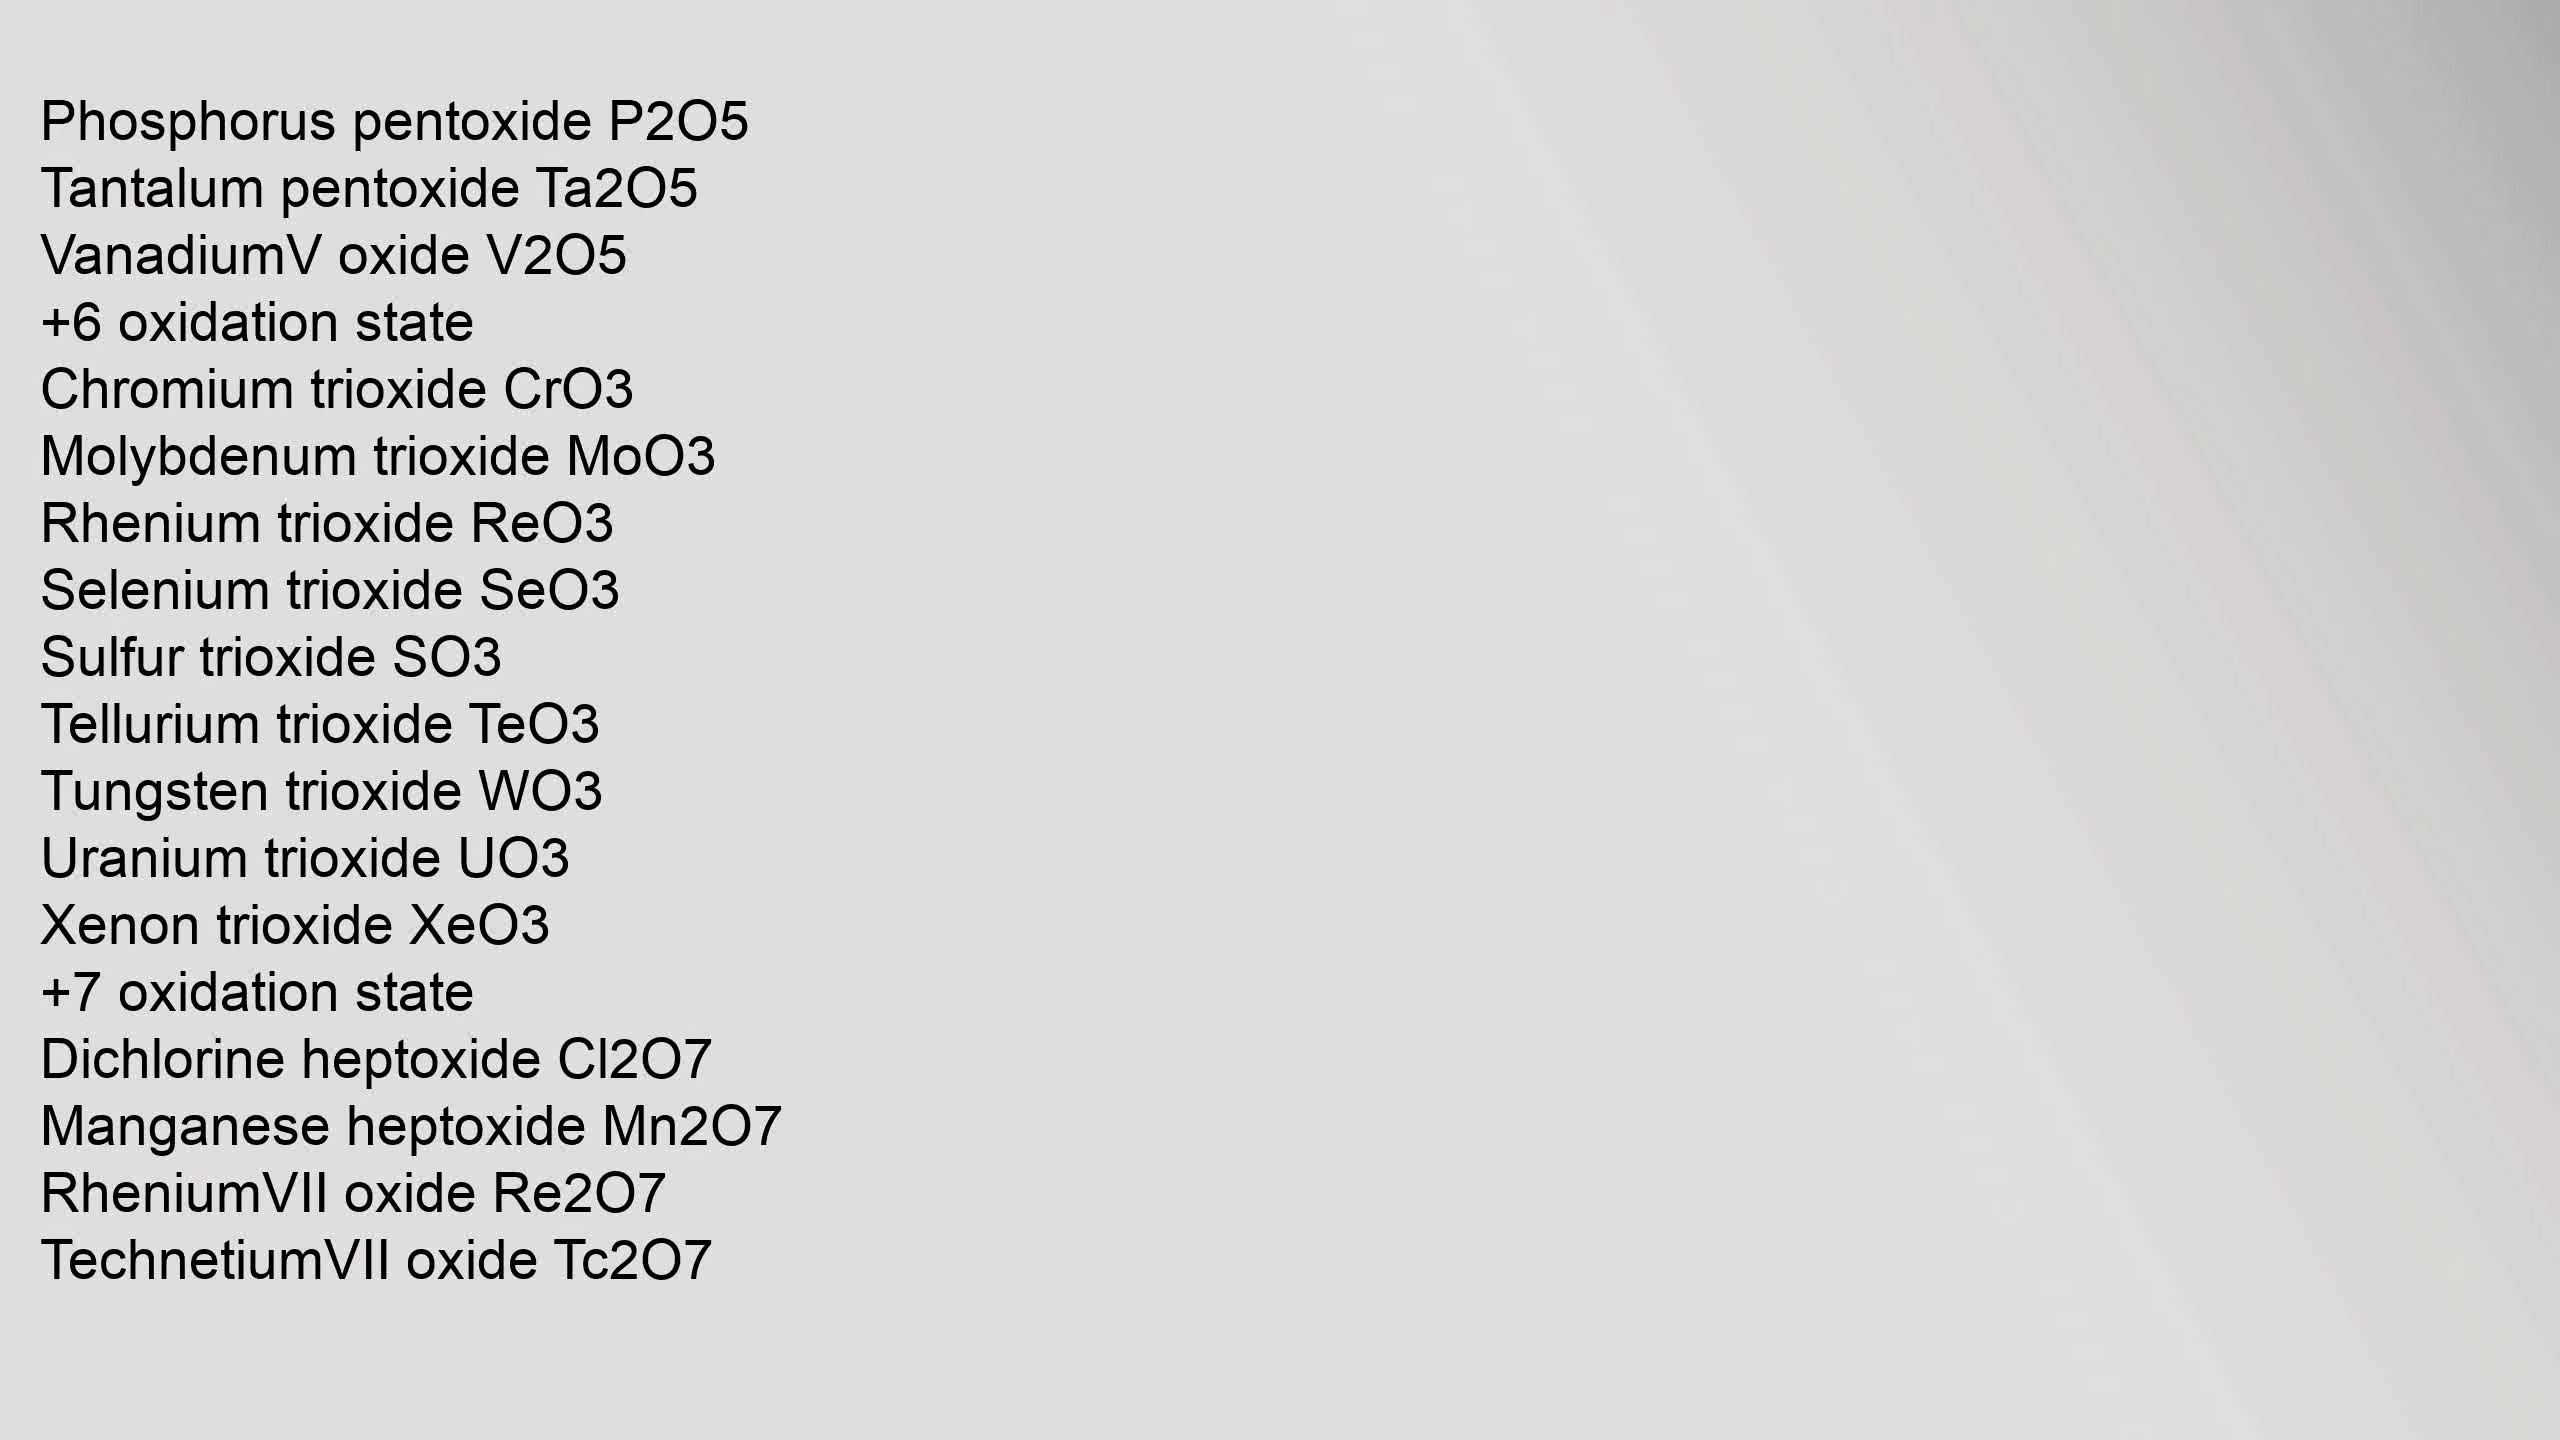 Phosphorus pentoxide P2O5
Tantalum pentoxide Ta2O5
VanadiumV oxide V2O5
+6 oxidation state
Chromium trioxide CrO3
Molybdenum trioxide MoO3
Rhenium trioxide ReO3
Selenium trioxide SeO3
Sulfur trioxide SO3
Tellurium trioxide TeO3
Tungsten trioxide WO3
Uranium trioxide UO3
Xenon trioxide XeO3
+7 oxidation state
Dichlorine heptoxide Cl2O7
Manganese heptoxide Mn2O7
RheniumVII oxide Re2O7
TechnetiumVII oxide Tc2O7